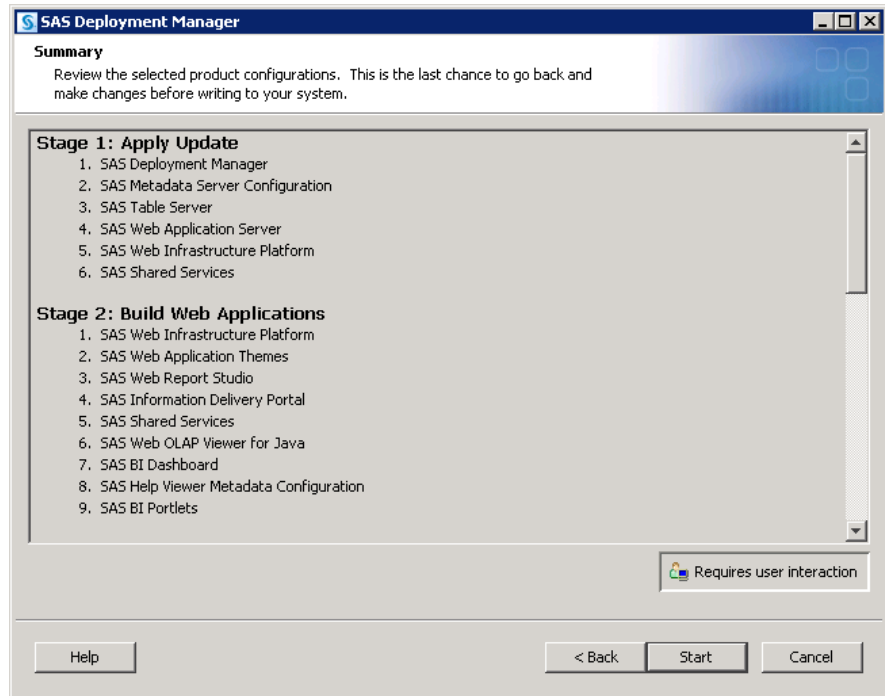 SAS Deployment Manager
Summary
Review the selected product configurations. This is the last chance to go back and
make changes before writing to your system.
Stage 1: Apply Update
1. SAS Deployment Manager
2. SAS Metadata Server Configuration
3. SAS Table Server
4. SAS Web Application Server
5. SAS Web Infrastructure Platform
6. SAS Shared Services
Stage 2: Build Web Applications
1. SAS Web Infrastructure Platform
2. SAS Web Application Themes
3. SAS Web Report Studio
4. SAS Information Delivery Portal
5. SAS Shared Services
6. SAS Web OLAP Viewer for Java
7. SAS BI Dashboard
8. SAS Help Viewer Metadata Configuration
9. SAS BI Portlets
Requires user interaction
Help
< Back
Start
Cancel